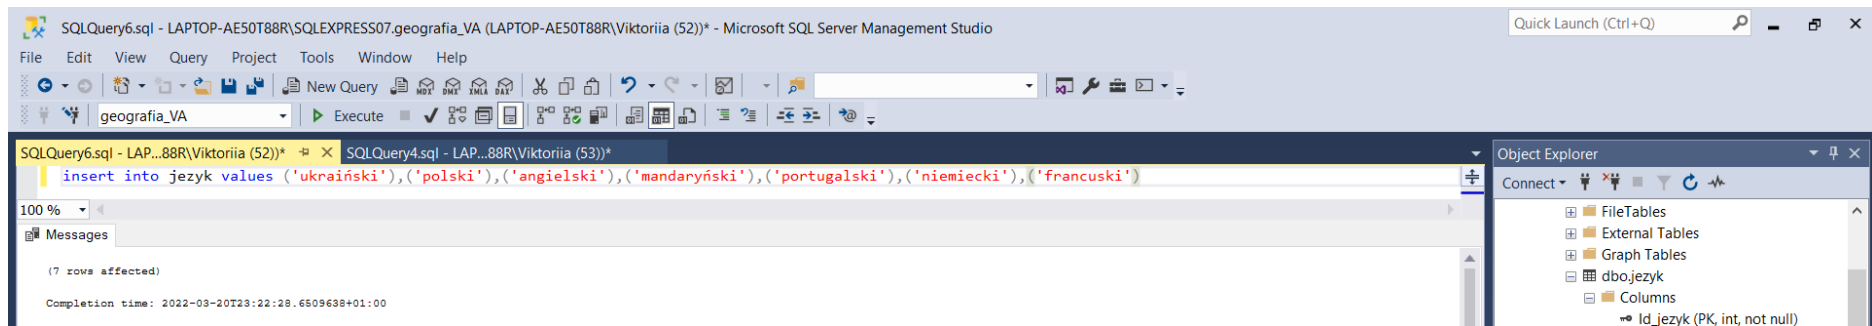 SQLQuery6.sql - LAPTOP-AE50T88R\SQLEXPRESS07.geografia_VA (LAPTOP-AE50T88R\Viktoriia (52))* - Microsoft SQL Server Management Studio
Quick Launch (Ctrl+Q)
File Edit View Query Project Tools Window Help
New Query MDX DMX XMLA DAX
geografia_VA Execute
SQLQuery6.sql - LAP...88R\Viktoriia (52))* SQLQuery4.sql - LAP...88R\Viktoriia (53))*
insert into jezyk values ('ukraiński'),('polski'),('angielski'),('mandaryński'),('portugalski'),('niemiecki'),('francuski')
100 %
Messages
(7 rows affected)
Completion time: 2022-03-20T23:22:28.6509638+01:00
Object Explorer
Connect
FileTables
External Tables
Graph Tables
dbo.jezyk
Columns
Id_jezyk (PK, int, not null)